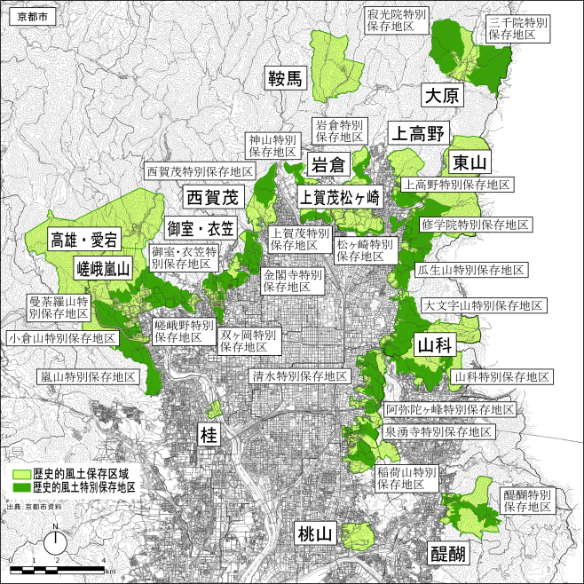 京都市
寂光院特別
保存地区
三千院特別
保存地区
鞍馬
大原
岩倉特別
保存地区
上高野
神山特別
保存地区
岩倉
東山
西賀茂特別保存地区
上高野特別保存地区
西賀茂
上賀茂松ヶ崎
修学院特別保存地区
御室・衣笠
上賀茂特別
保存地区
松ヶ崎特別
保存地区
高雄・愛宕
御室・衣笠特
別保存地区
嵯峨嵐山
金閣寺特別
保存地区
瓜生山特別保存地区
曼荼羅山特
別保存地区
大文字山特別保存地区
小倉山特別保存地区
嵯峨野特別
保存地区
双ヶ岡特別
保存地区
山科
嵐山特別保存地区
清水特別保存地区
山科特別保存地区
阿弥陀ヶ峰特別保存地区
桂
泉湧寺特別保存地区
稲荷山特別
保存地区
歴史的風土保存区域
歴史的風土特別保存地区
出典:京都市資料
醍醐特別
保存地区
桃山
醍醐
N
0 1 2 4
km